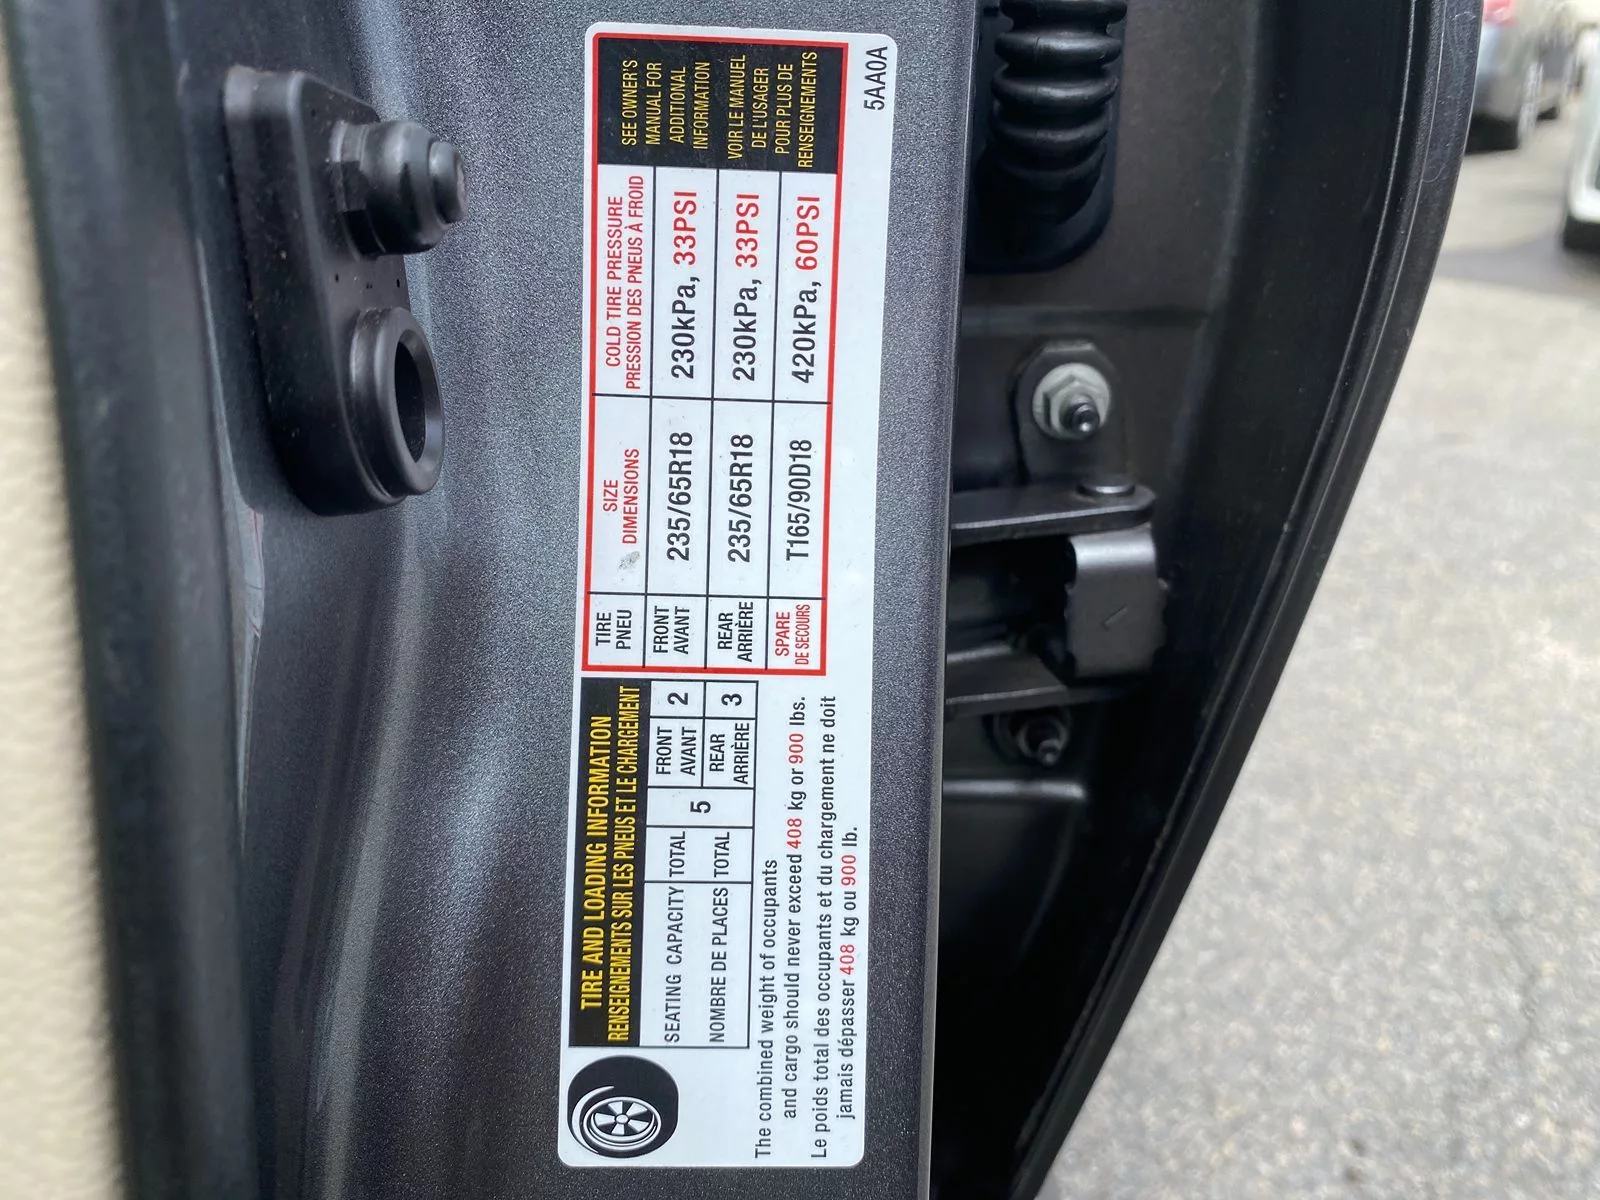 TIRE AND LOADING INFORMATION
RENSEIGNEMENTS SUR LES PNEUS ET LE CHARGEMENT
SEATING CAPACITY TOTAL 5 FRONT 2
AVANT
NOMBRE DE PLACES TOTAL REAR 3
ARRIÈRE
The combined weight of occupants
and cargo should never exceed 408 kg or 900 lbs.
Le poids total des occupants et du chargement ne doit
jamais dépasser 408 kg ou 900 lb.
TIRE SIZE COLD TIRE PRESSURE
PNEU DIMENSIONS PRESSION DES PNEUS À FROID
FRONT
AVANT 235/65R18 230kPa, 33PSI
REAR
ARRIÈRE 235/65R18 230kPa, 33PSI
SPARE
DE SECOURS T165/90D18 420kPa, 60PSI
SEE OWNER'S
MANUAL FOR
ADDITIONAL
INFORMATION
VOIR LE MANUEL
DE L'USAGER
POUR PLUS DE
RENSEIGNEMENTS
5AA0A